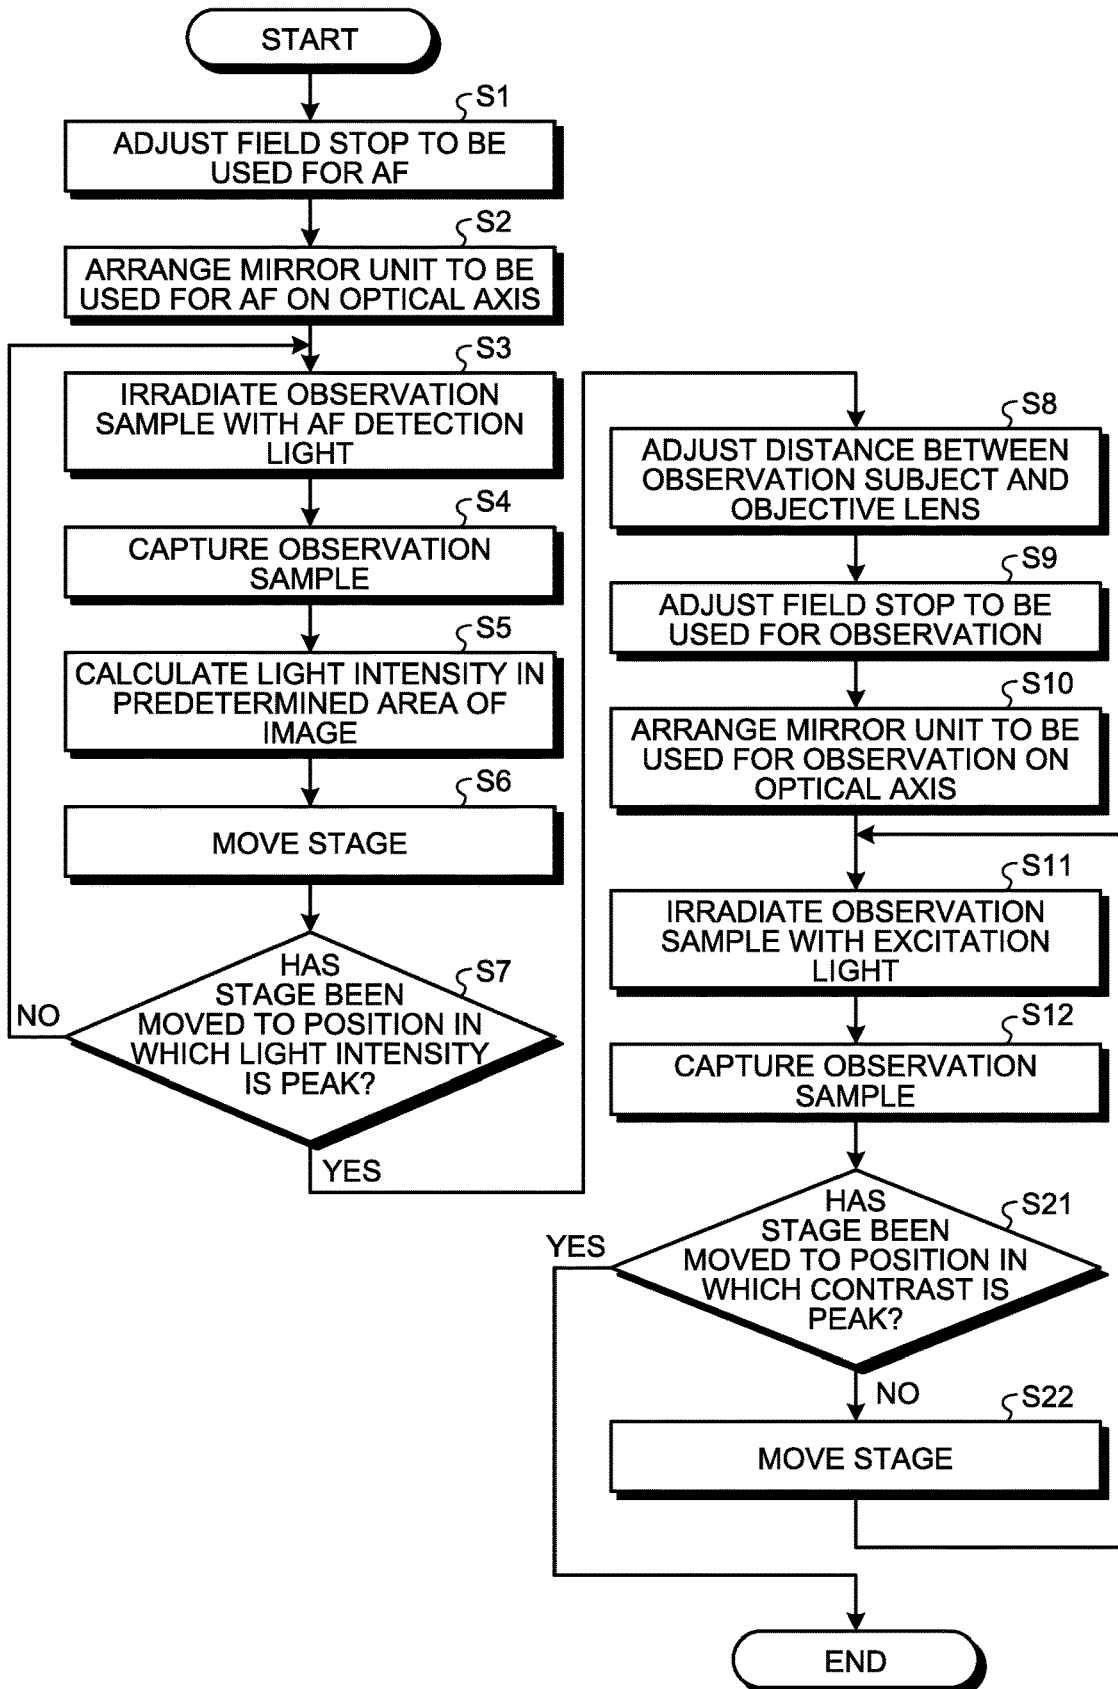 START
S1
ADJUST FIELD STOP TO BE
USED FOR AF
S2
ARRANGE MIRROR UNIT TO BE
USED FOR AF ON OPTICAL AXIS
S3
IRRADIATE OBSERVATION
SAMPLE WITH AF DETECTION
LIGHT
S4
CAPTURE OBSERVATION
SAMPLE
S5
CALCULATE LIGHT INTENSITY IN
PREDETERMINED AREA OF
IMAGE
S6
MOVE STAGE
S7
HAS
STAGE BEEN
MOVED TO POSITION IN
WHICH LIGHT INTENSITY
IS PEAK?
NO
YES
S8
ADJUST DISTANCE BETWEEN
OBSERVATION SUBJECT AND
OBJECTIVE LENS
S9
ADJUST FIELD STOP TO BE
USED FOR OBSERVATION
S10
ARRANGE MIRROR UNIT TO BE
USED FOR OBSERVATION ON
OPTICAL AXIS
S11
IRRADIATE OBSERVATION
SAMPLE WITH EXCITATION
LIGHT
S12
CAPTURE OBSERVATION
SAMPLE
S21
HAS
STAGE BEEN
MOVED TO POSITION IN
WHICH CONTRAST IS
PEAK?
YES
NO
S22
MOVE STAGE
END